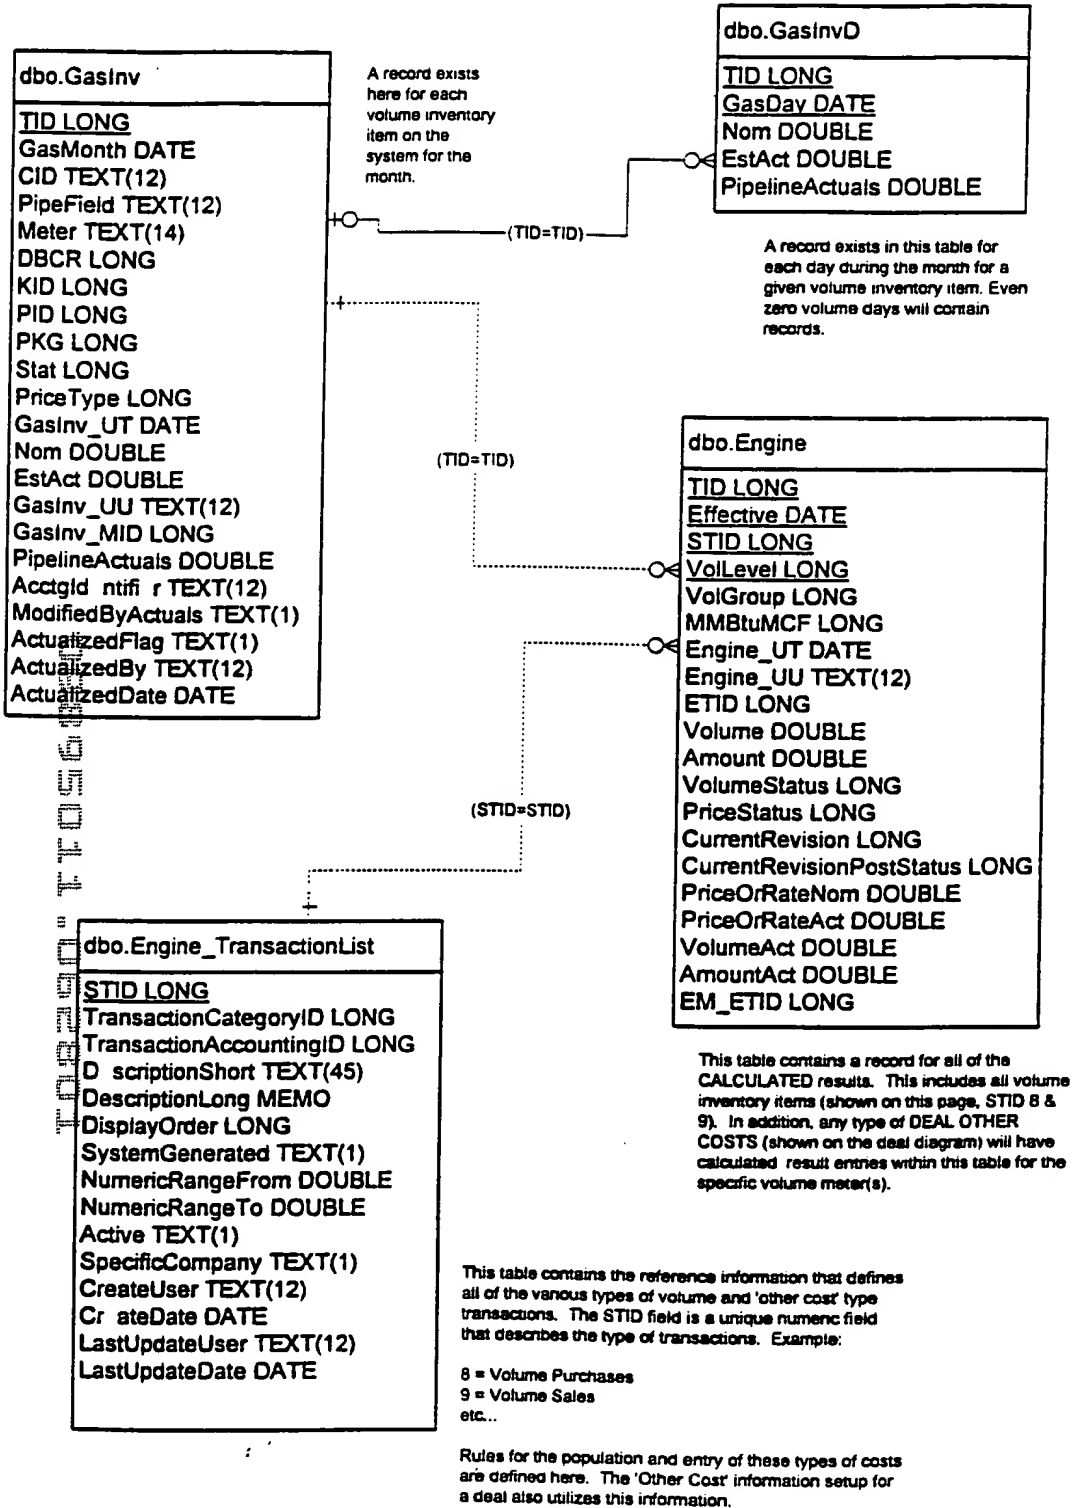 dbo.GasInv
TID LONG
GasMonth DATE
CID TEXT(12)
PipeField TEXT(12)
Meter TEXT(14)
DBCR LONG
KID LONG
PID LONG
PKG LONG
Stat LONG
PriceType LONG
GasInv_UT DATE
Nom DOUBLE
EstAct DOUBLE
GasInv_UU TEXT(12)
GasInv_MID LONG
PipelineActuals DOUBLE
AcctgId ntifi r TEXT(12)
ModifiedByActuals TEXT(1)
ActualizedFlag TEXT(1)
ActualizedBy TEXT(12)
ActualizedDate DATE
A record exists
here for each
volume inventory
item on the
system for the
month.
dbo.GasInvD
TID LONG
GasDay DATE
Nom DOUBLE
EstAct DOUBLE
PipelineActuals DOUBLE
(TID=TID)
A record exists in this table for
each day during the month for a
given volume inventory item. Even
zero volume days will contain
records.
(TID=TID)
dbo.Engine
TID LONG
Effective DATE
STID LONG
VolLevel LONG
VolGroup LONG
MMBtuMCF LONG
Engine_UT DATE
Engine_UU TEXT(12)
ETID LONG
Volume DOUBLE
Amount DOUBLE
VolumeStatus LONG
PriceStatus LONG
CurrentRevision LONG
CurrentRevisionPostStatus LONG
PriceOrRateNom DOUBLE
PriceOrRateAct DOUBLE
VolumeAct DOUBLE
AmountAct DOUBLE
EM_ETID LONG
(STID=STID)
This table contains a record for all of the
CALCULATED results. This includes all volume
inventory items (shown on this page, STID 8 &
9). In addition, any type of DEAL OTHER
COSTS (shown on the deal diagram) will have
calculated result entries within this table for the
specific volume meter(s).
dbo.Engine_TransactionList
STID LONG
TransactionCategoryID LONG
TransactionAccountingID LONG
D scriptionShort TEXT(45)
DescriptionLong MEMO
DisplayOrder LONG
SystemGenerated TEXT(1)
NumericRangeFrom DOUBLE
NumericRangeTo DOUBLE
Active TEXT(1)
SpecificCompany TEXT(1)
CreateUser TEXT(12)
Cr ateDate DATE
LastUpdateUser TEXT(12)
LastUpdateDate DATE
This table contains the reference information that defines
all of the various types of volume and 'other cost' type
transactions. The STID field is a unique numeric field
that describes the type of transactions. Example:
8 = Volume Purchases
9 = Volume Sales
etc...
Rules for the population and entry of these types of costs
are defined here. The 'Other Cost' information setup for
a deal also utilizes this information.